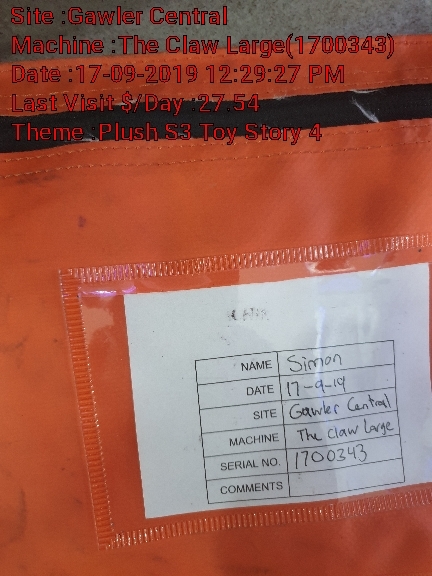 Site :Gawler Central
Machine :The Claw Large(1700343)
Date :17-09-2019 12:29:27 PM
Last Visit $/Day :27.54
Theme :Plush S3 Toy Story 4
NAME Simon
DATE 17-9-19
SITE Gawler Central
MACHINE The Claw Large
SERIAL NO. 1700343
COMMENTS